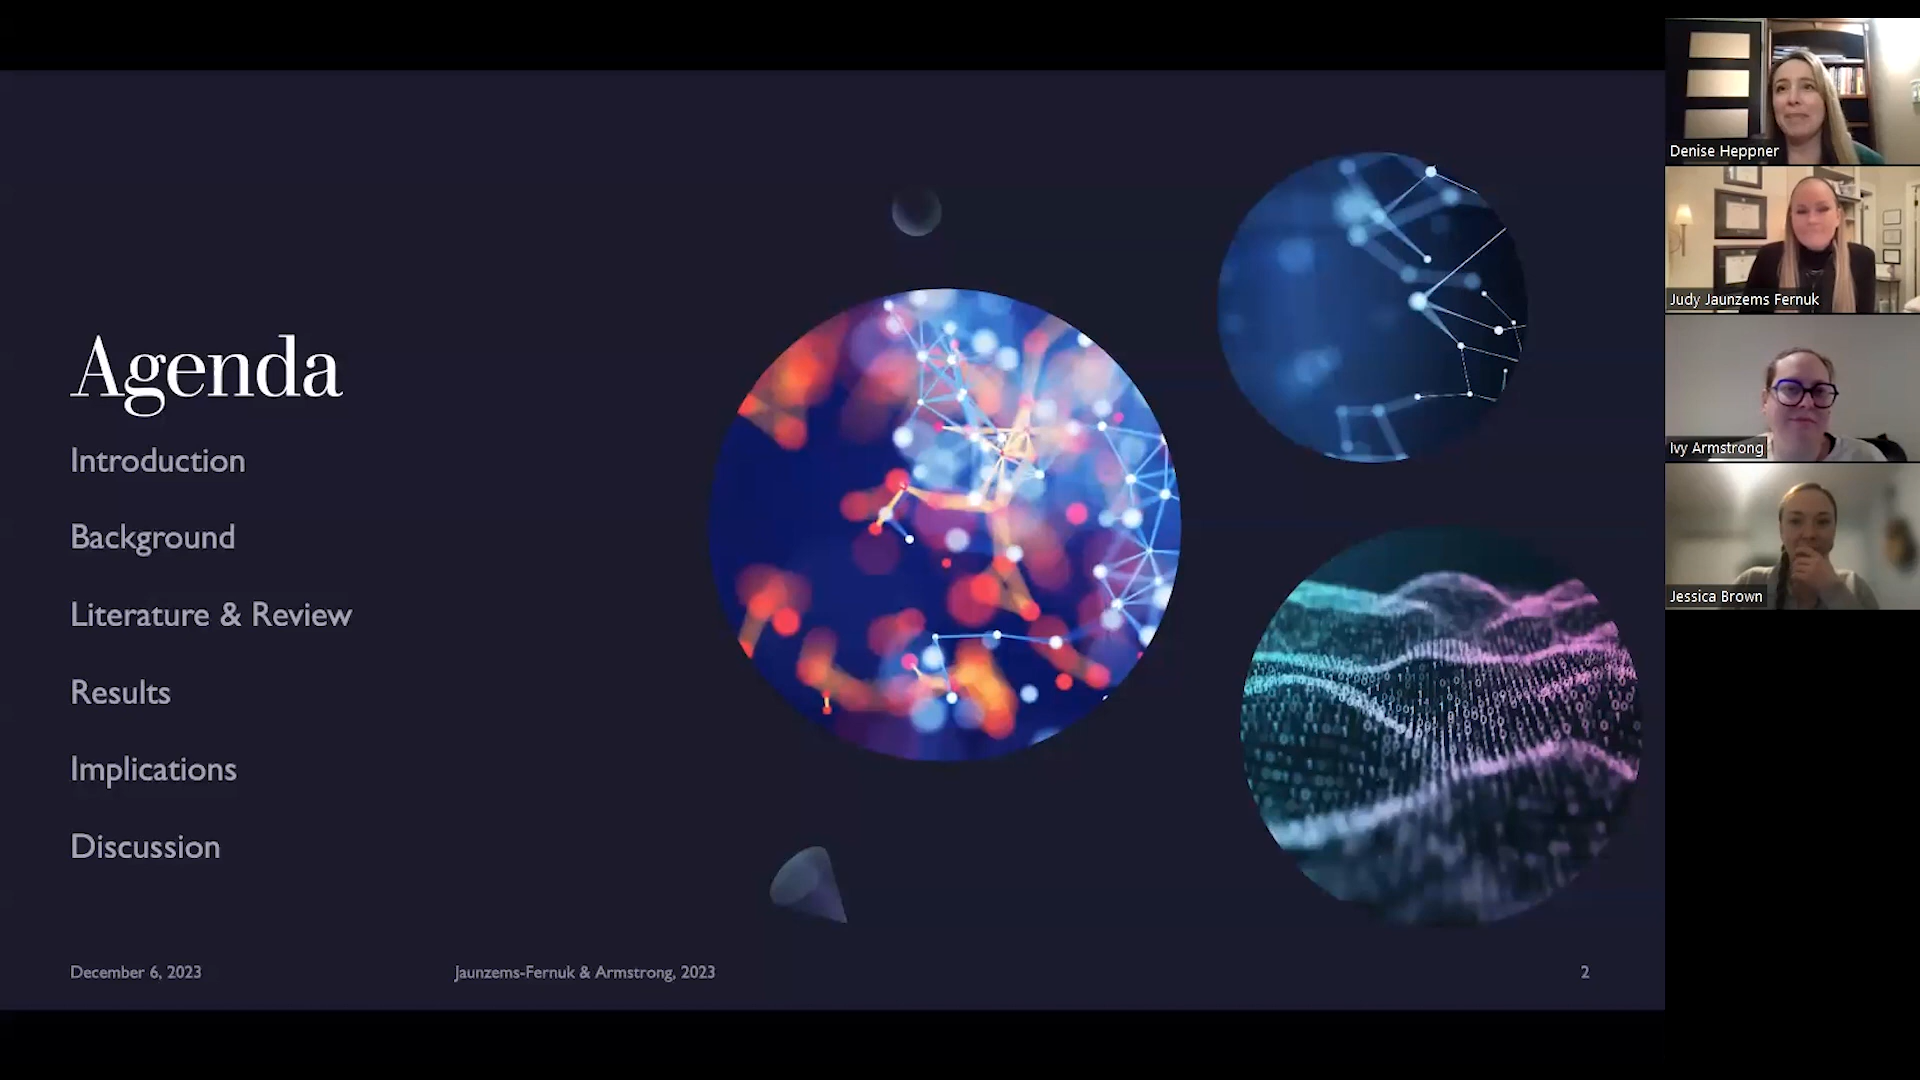 Agenda
Introduction
Background
Literature & Review
Results
Implications
Discussion
December 6, 2023
Jaunzems-Fernuk & Armstrong, 2023
2
Denise Heppner
Judy Jaunzems Fernuk
Ivy Armstrong
Jessica Brown